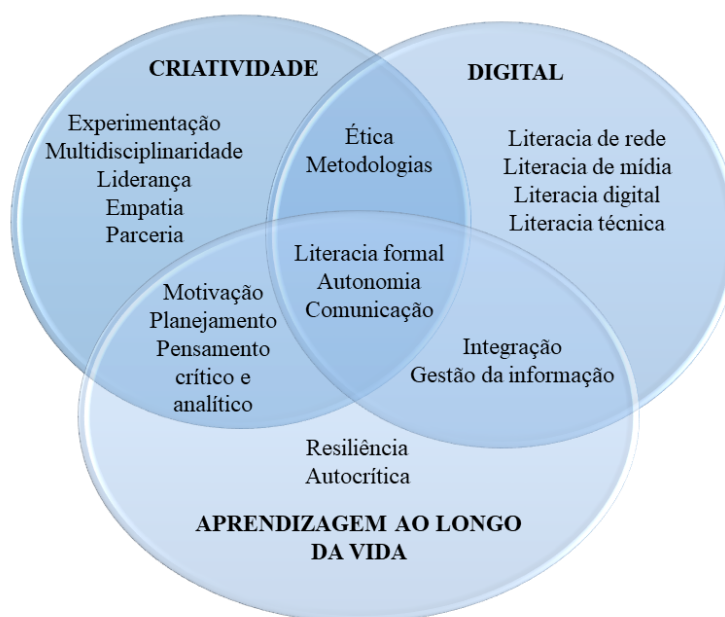 CRIATIVIDADE
Experimentação
Multidisciplinaridade
Liderança
Empatia
Parceria
Ética
Metodologias
DIGITAL
Literacia de rede
Literacia de mídia
Literacia digital
Literacia técnica
Literacia formal
Autonomia
Comunicação
Motivação
Planejamento
Pensamento
crítico e
analítico
Integração
Gestão da informação
Resiliência
Autocrítica
APRENDIZAGEM AO LONGO
DA VIDA